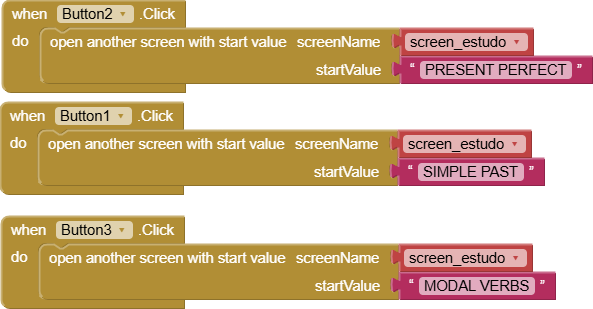 when Button2 .Click
do open another screen with start value screenName screen_estudo
startValue “ PRESENT PERFECT ”
when Button1 .Click
do open another screen with start value screenName screen_estudo
startValue “ SIMPLE PAST ”
when Button3 .Click
do open another screen with start value screenName screen_estudo
startValue “ MODAL VERBS ”